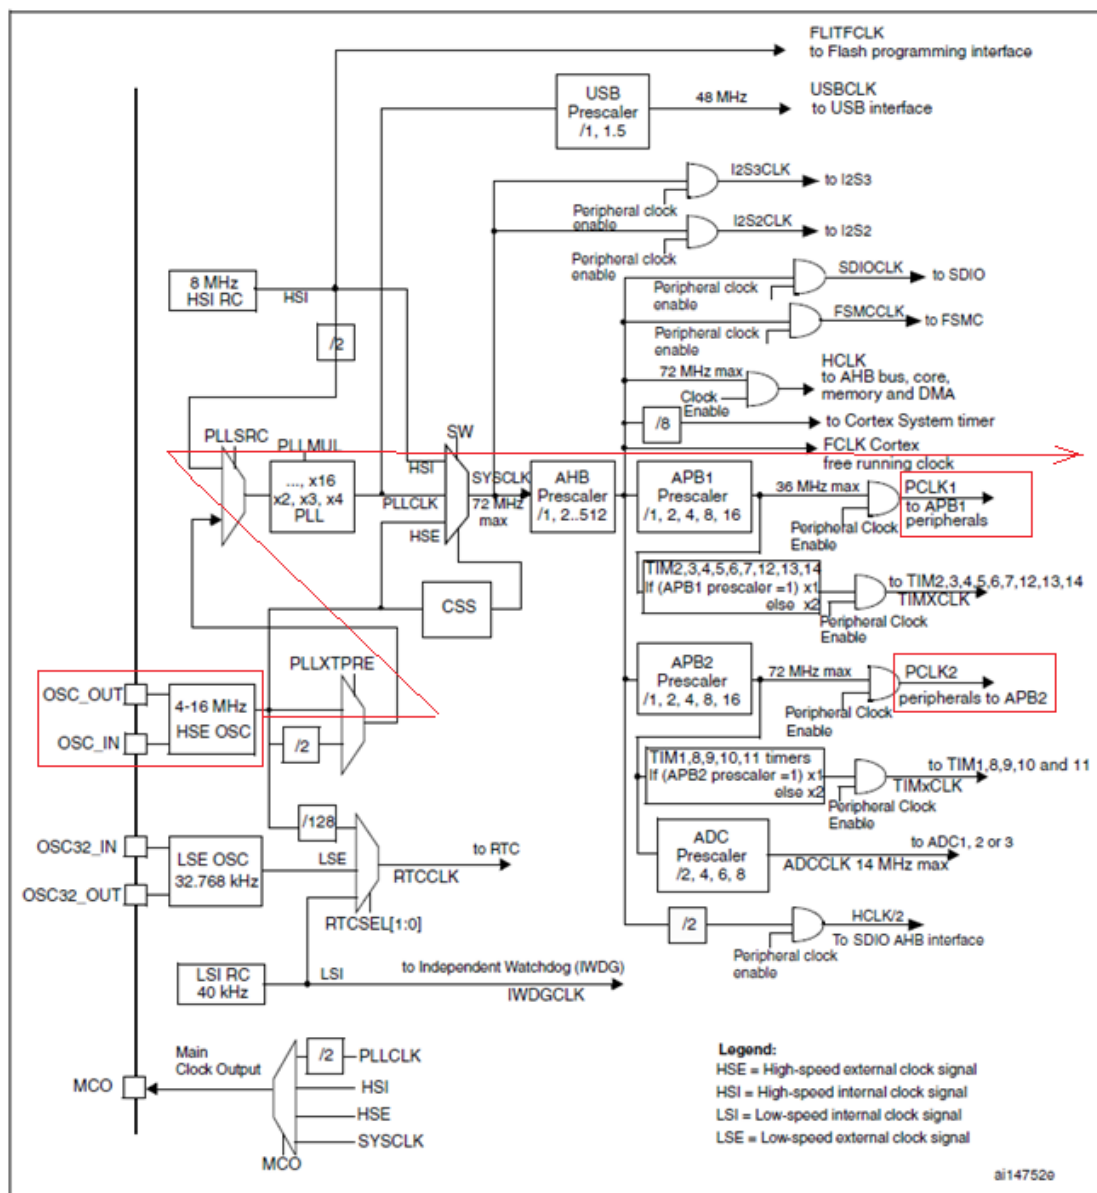 FLITFCLK
to Flash programming interface
USB
Prescaler
/1, 1.5
48 MHz
USBCLK
to USB interface
I2S3CLK
to I2S3
Peripheral clock
enable
I2S2CLK
to I2S2
Peripheral clock
enable
8 MHz
HSI RC
HSI
SDIOCLK
to SDIO
Peripheral clock
enable
FSMCCLK
to FSMC
Peripheral clock
enable
/2
HCLK
to AHB bus, core,
memory and DMA
72 MHz max
Clock
Enable
/8
to Cortex System timer
FCLK Cortex
free running clock
PLLSRC
PLLMUL
..., x16
x2, x3, x4
PLL
SW
HSI
PLLCLK
HSE
SYSCLK
72 MHz
max
AHB
Prescaler
/1, 2..512
APB1
Prescaler
/1, 2, 4, 8, 16
36 MHz max
PCLK1
to APB1
peripherals
Peripheral Clock
Enable
TIM2,3,4,5,6,7,12,13,14
If (APB1 prescaler =1) x1
else x2
to TIM2,3,4,5,6,7,12,13,14
TIMXCLK
Peripheral Clock
Enable
CSS
PLLXTPRE
OSC_OUT
OSC_IN
4-16 MHz
HSE OSC
/2
APB2
Prescaler
/1, 2, 4, 8, 16
72 MHz max
PCLK2
peripherals to APB2
Peripheral Clock
Enable
TIM1,8,9,10,11 timers
If (APB2 prescaler =1) x1
else x2
to TIM1,8,9,10 and 11
TIMxCLK
Peripheral Clock
Enable
/128
OSC32_IN
OSC32_OUT
LSE OSC
32.768 kHz
LSE
to RTC
RTCCLK
RTCSEL[1:0]
ADC
Prescaler
/2, 4, 6, 8
to ADC1, 2 or 3
ADCCLK 14 MHz max
/2
HCLK/2
To SDIO AHB interface
Peripheral clock
enable
LSI RC
40 kHz
LSI
to Independent Watchdog (IWDG)
IWDGCLK
Main
Clock Output
MCO
/2
PLLCLK
HSI
HSE
SYSCLK
MCO
Legend:
HSE = High-speed external clock signal
HSI = High-speed internal clock signal
LSI = Low-speed internal clock signal
LSE = Low-speed external clock signal
ai14752e